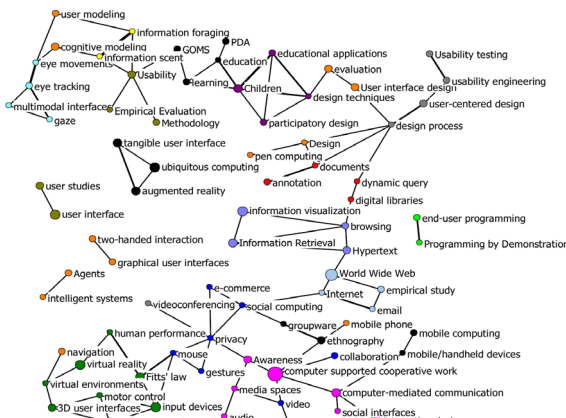 user modeling
information foraging
PDA
cognitive modeling
GOMS
educational applications
Usability testing
information scent
eye movements
education
evaluation
Usability
learning
Children
User interface design
usability engineering
eye tracking
design techniques
user-centered design
multimodal interfaces
Empirical Evaluation
gaze
Methodology
participatory design
design process
tangible user interface
Design
pen computing
ubiquitous computing
documents
annotation
dynamic query
user studies
augmented reality
digital libraries
user interface
information visualization
end-user programming
browsing
two-handed interaction
Information Retrieval
Programming by Demonstration
Hypertext
graphical user interfaces
Agents
World Wide Web
e-commerce
empirical study
intelligent systems
Internet
videoconferencing
social computing
email
groupware
mobile phone
human performance
privacy
ethnography
mobile computing
navigation
mouse
Awareness
collaboration
mobile/handheld devices
virtual reality
gestures
computer supported cooperative work
Fitts' law
virtual environments
media spaces
computer-mediated communication
motor control
3D user interfaces
input devices
video
social interfaces
audio